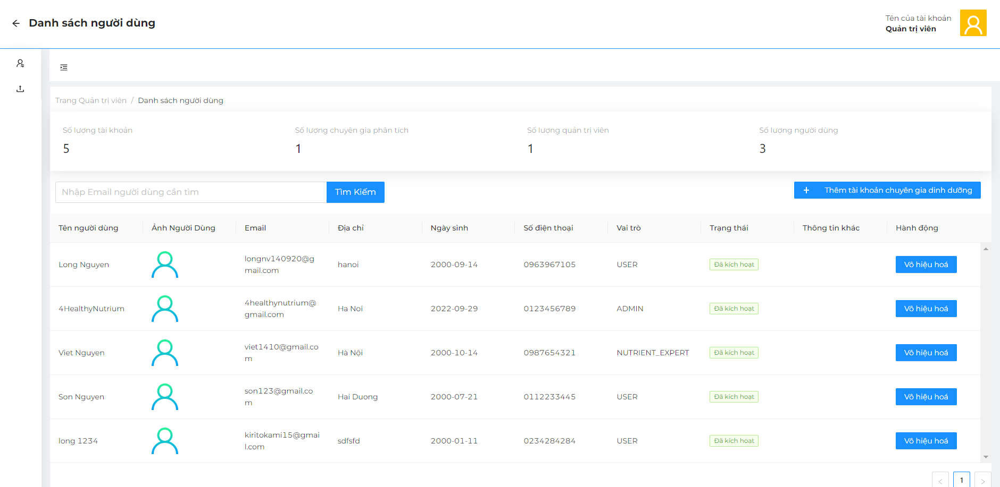 Danh sách người dùng
Tên của tài khoản
Quản trị viên
Trang Quản trị viên / Danh sách người dùng
Số lượng tài khoản
5
Số lượng chuyên gia phân tích
1
Số lượng quản trị viên
1
Số lượng người dùng
3
Nhập Email người dùng cần tìm
Tìm Kiếm
+ Thêm tài khoản chuyên gia dinh dưỡng
Tên người dùng Ảnh Người Dùng Email Địa chỉ Ngày sinh Số điện thoại Vai trò Trạng thái Thông tin khác Hành động
Long Nguyen
longnv140920@g
mail.com
hanoi 2000-09-14 0963967105 USER Đã kích hoạt Vô hiệu hoá
4HealthyNutrium
4healthynutrium@
gmail.com
Ha Noi 2022-09-29 0123456789 ADMIN Đã kích hoạt Vô hiệu hoá
Viet Nguyen
viet1410@gmail.co
m
Hà Nội 2000-10-14 0987654321 NUTRIENT_EXPERT Đã kích hoạt Vô hiệu hoá
Son Nguyen
son123@gmail.co
m
Hai Duong 2000-07-21 0112233445 USER Đã kích hoạt Vô hiệu hoá
long 1234
kiritokami15@gmai
l.com
sdfsfd 2000-01-11 0234284284 USER Đã kích hoạt Vô hiệu hoá
< 1 >